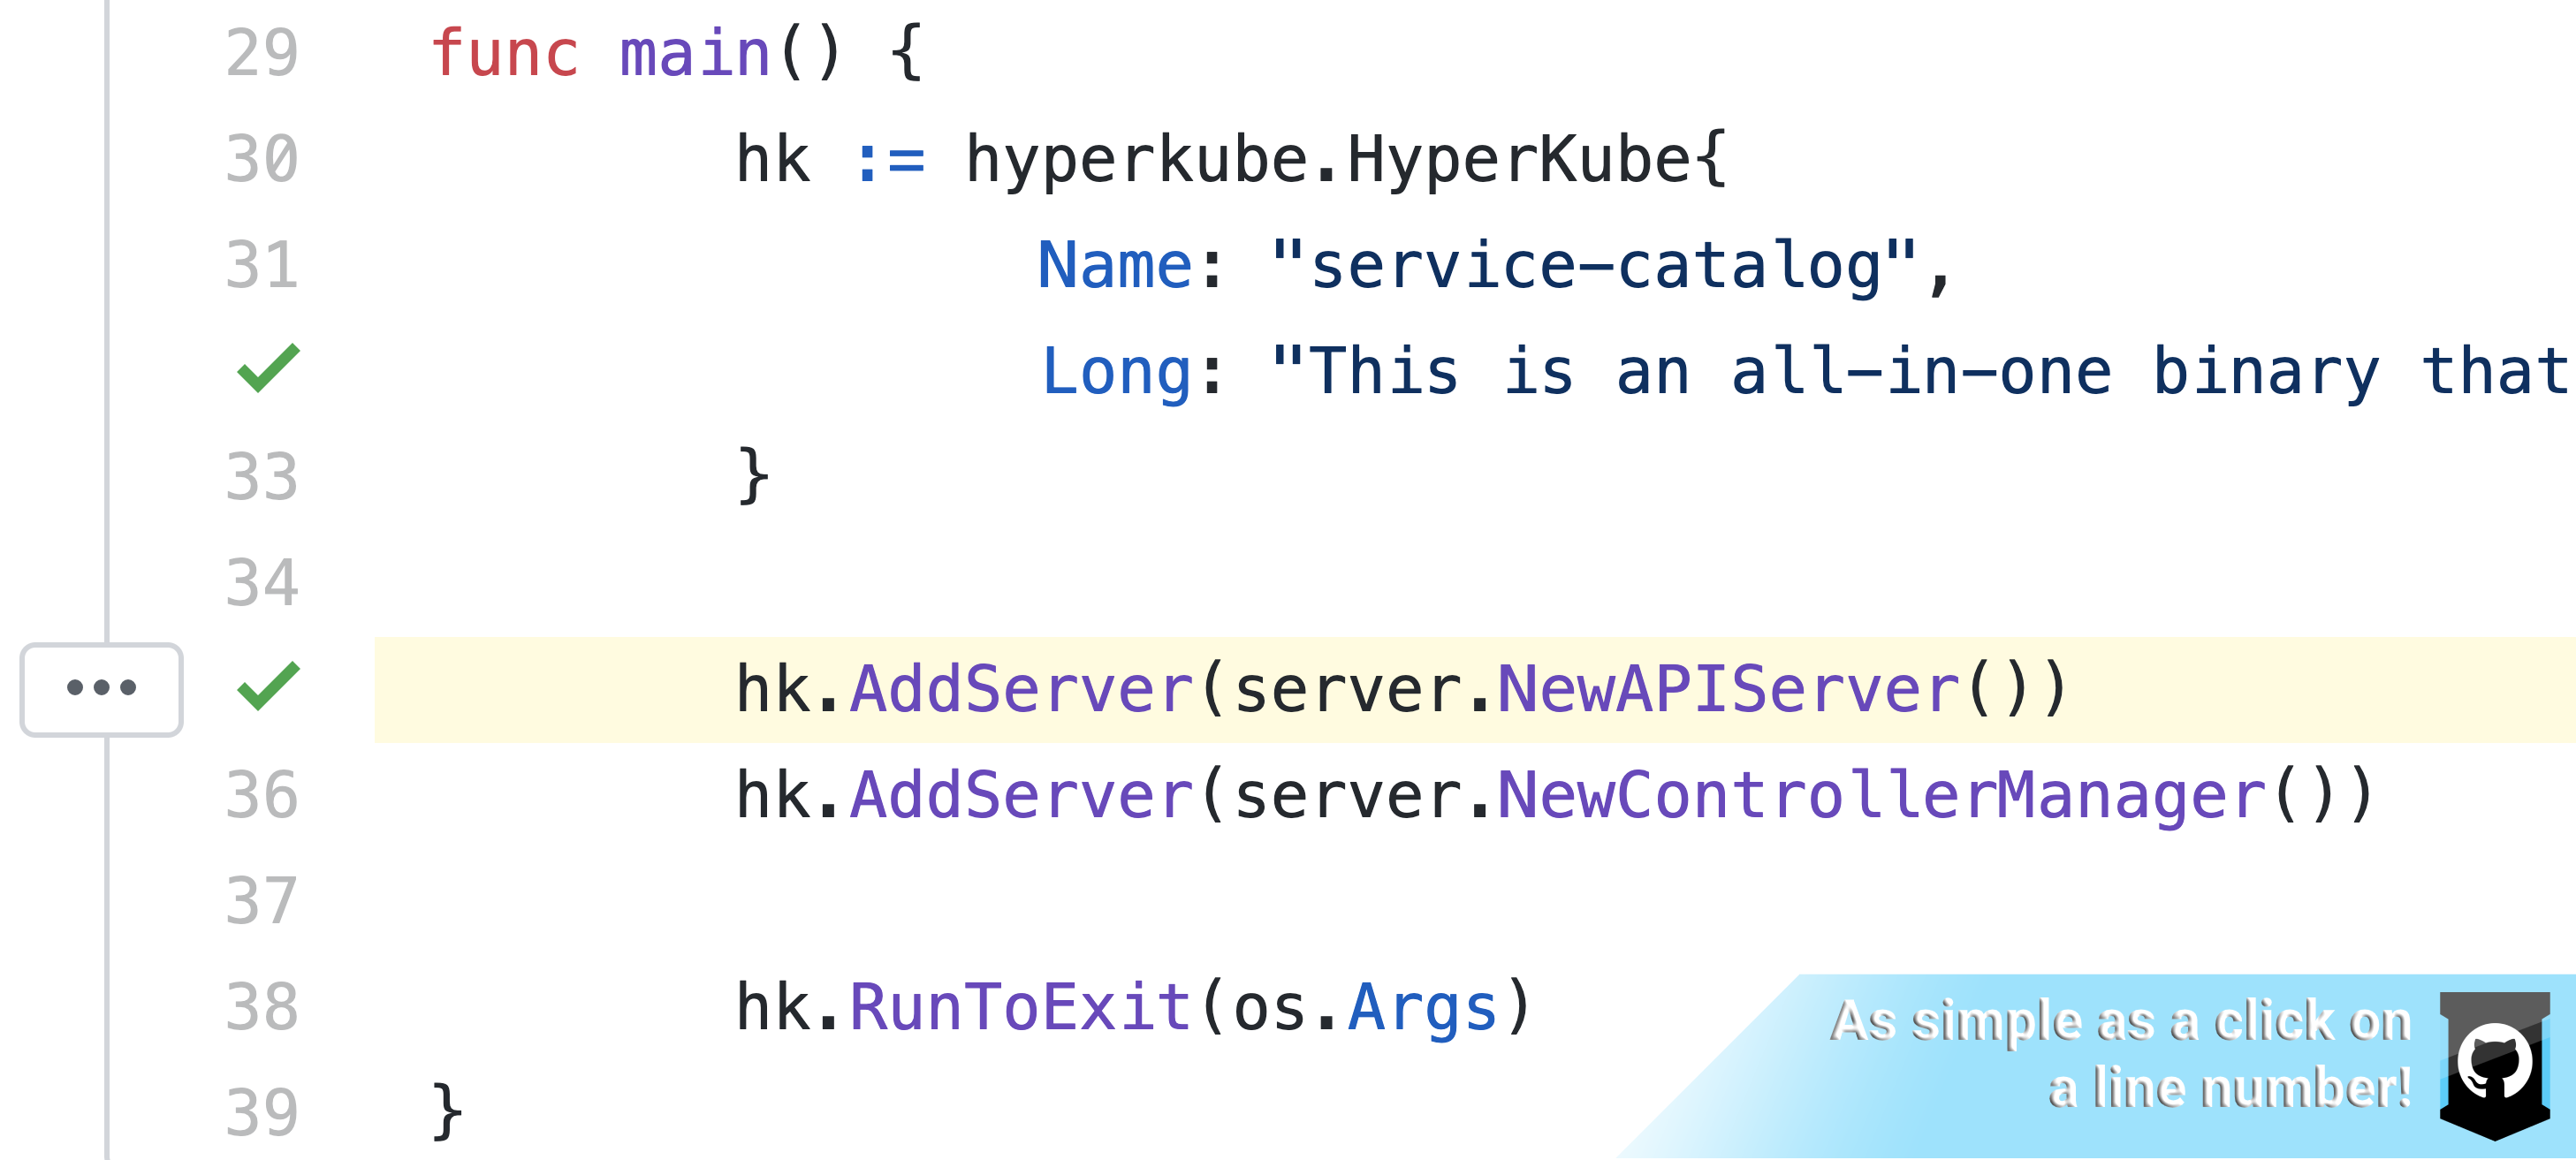 29 func main() {
30 hk := hyperkube.HyperKube{
31 Name: "service-catalog",
Long: "This is an all-in-one binary that
33 }
34
hk.AddServer(server.NewAPIServer())
36 hk.AddServer(server.NewControllerManager())
37
38 hk.RunToExit(os.Args)
39 }
As simple as a click on
a line number!